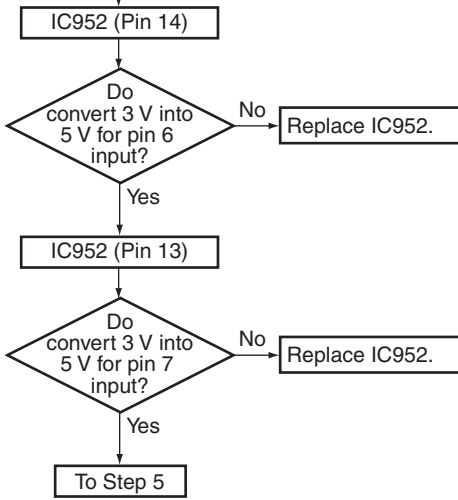 IC952 (Pin 14)
Do
convert 3 V into
5 V for pin 6
input?
No
Replace IC952.
Yes
IC952 (Pin 13)
Do
convert 3 V into
5 V for pin 7
input?
No
Replace IC952.
Yes
To Step 5